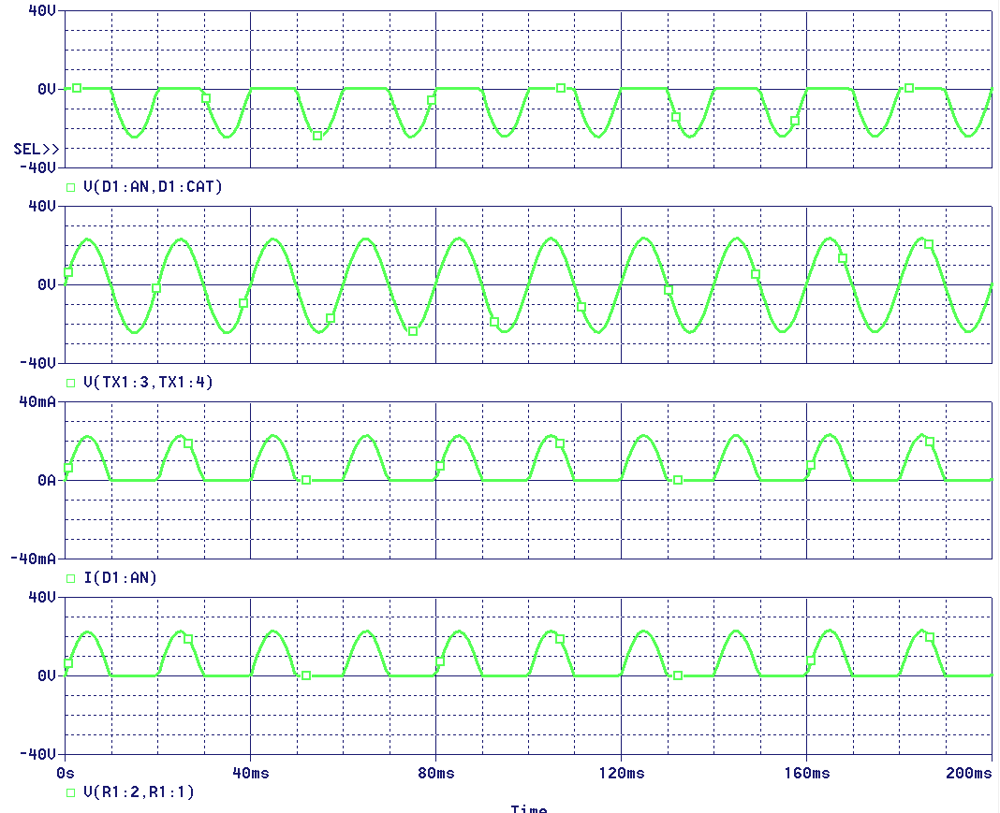 40V
0V
SEL>>
-40V
V(D1:AN,D1:CAT)
40V
0V
-40V
V(TX1:3,TX1:4)
40mA
0A
-40mA
I(D1:AN)
40V
0V
-40V
0s 40ms 80ms 120ms 160ms 200ms
V(R1:2,R1:1)
Time